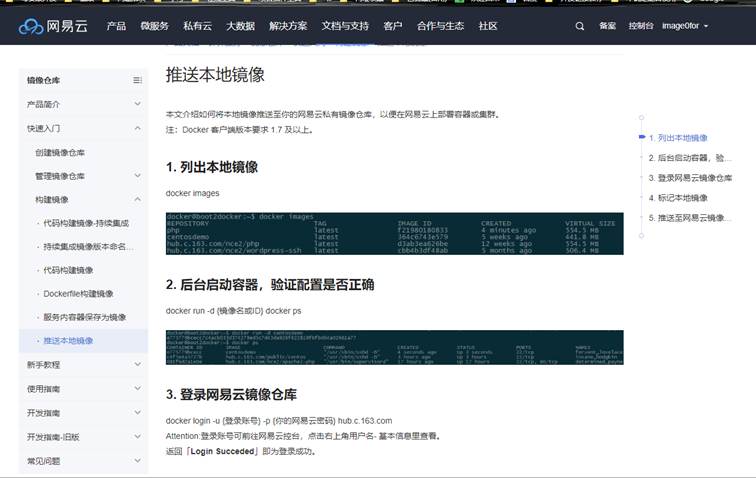 网易云
产品 微服务 私有云 大数据 解决方案 文档与支持 客户 合作与生态 社区
备案 控制台 image0for
镜像仓库
产品简介
快速入门
创建镜像仓库
管理镜像仓库
构建镜像
代码构建镜像-持续集成
持续集成镜像版本命名...
代码构建镜像
Dockerfile构建镜像
服务内容器保存为镜像
推送本地镜像
新手教程
使用指南
开发指南
开发指南-旧版
常见问题
推送本地镜像
本文介绍如何将本地镜像推送至你的网易云私有镜像仓库，以便在网易云上部署容器或集群。
注：Docker 客户端版本要求 1.7 及以上。
1. 列出本地镜像
docker images
docker@boot2docker:~$ docker images
REPOSITORY TAG IMAGE ID CREATED VIRTUAL SIZE
php latest f21980180833 4 minutes ago 554.5 MB
centosdemo latest 364c6743e579 5 weeks ago 441.8 MB
hub.c.163.com/nce2/php latest d3ab3ea626be 12 weeks ago 554.5 MB
hub.c.163.com/nce2/wordpress-ssh latest cbb4b3df48ab 5 months ago 506.4 MB
2. 后台启动容器，验证配置是否正确
docker run -d {镜像名或ID} docker ps
docker@boot2docker:~$ docker run -d centosdemo
docker@boot2docker:~$ docker ps
CONTAINER ID IMAGE COMMAND CREATED STATUS PORTS NAMES
3. 登录网易云镜像仓库
docker login -u {登录账号} -p {你的网易云密码} hub.c.163.com
Attention:登录账号可前往网易云控台，点击右上角用户名- 基本信息里查看。
返回「Login Succeded」即为登录成功。
1. 列出本地镜像
2. 后台启动容器，验...
3. 登录网易云镜像仓库
4. 标记本地镜像
5. 推送至网易云镜像...